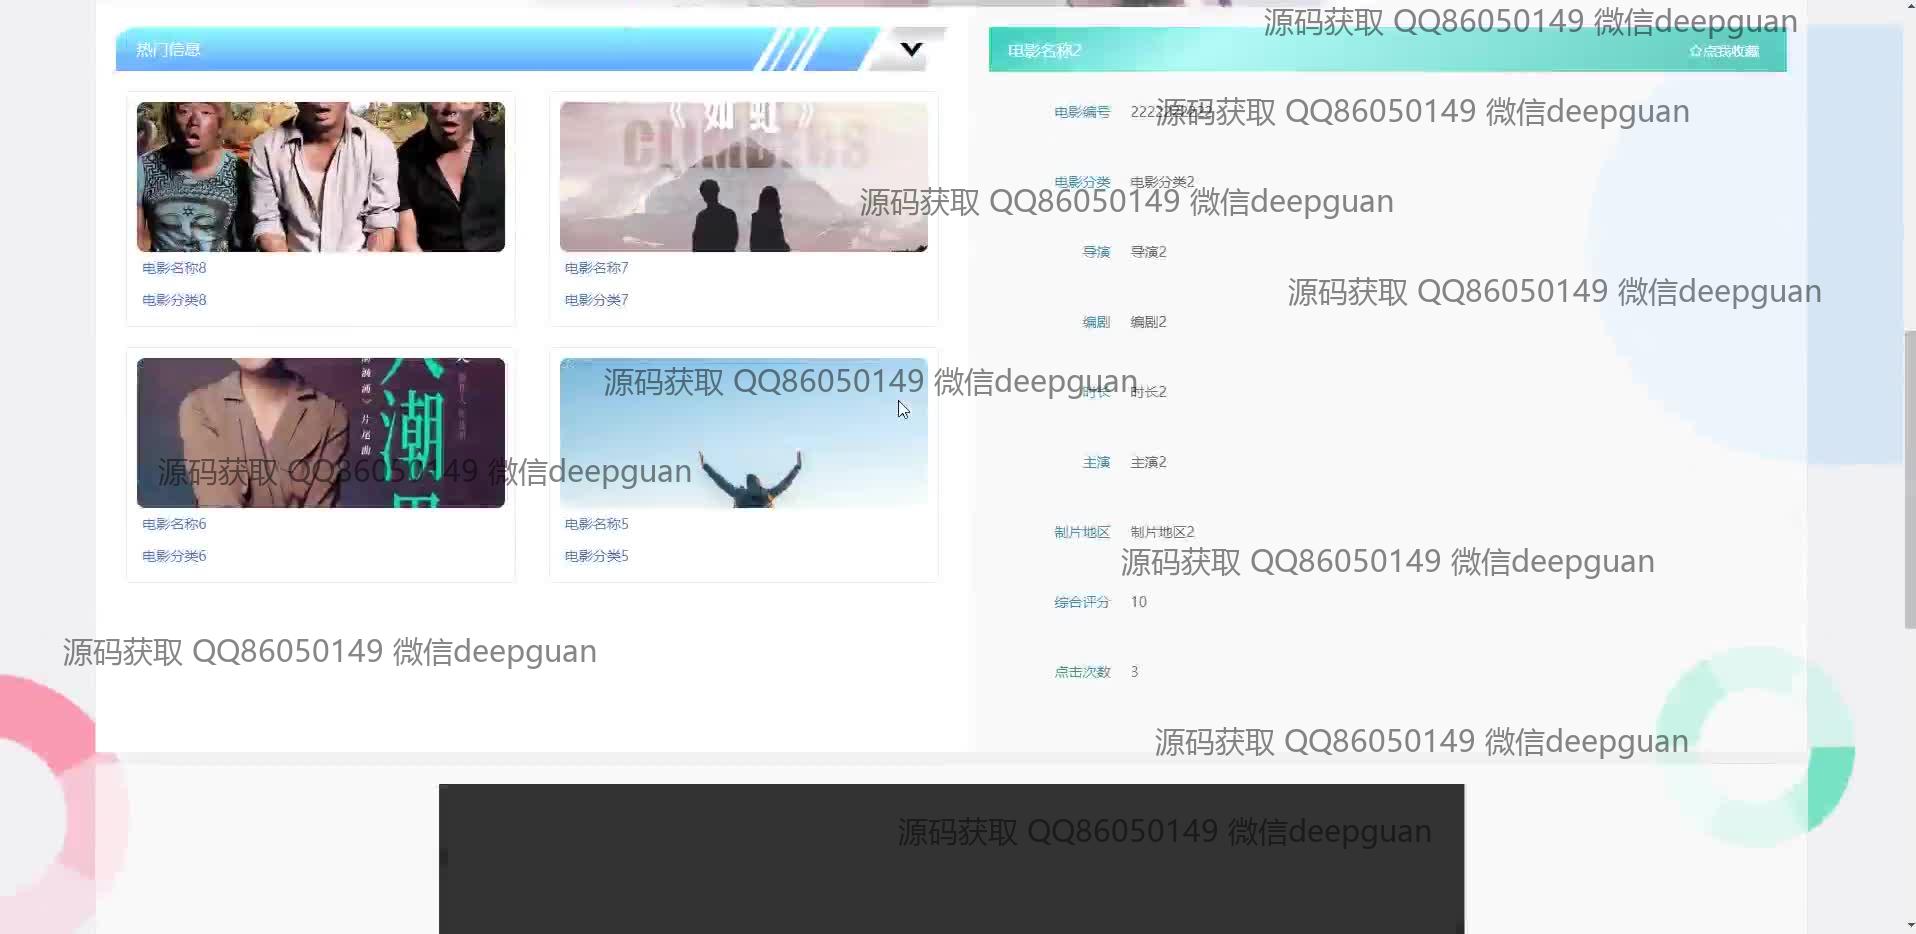 源码获取 QQ86050149 微信deepguan
热门信息
电影名称2
☆点我收藏
电影编号 2222222222
源码获取 QQ86050149 微信deepguan
《如虹》
CLIMBERS
电影分类 电影分类2
源码获取 QQ86050149 微信deepguan
导演 导演2
电影名称8
电影名称7
源码获取 QQ86050149 微信deepguan
电影分类8
电影分类7
编剧 编剧2
源码获取 QQ86050149 微信deepguan
时长 时长2
片尾曲
潮
主演 主演2
源码获取 QQ86050149 微信deepguan
电影名称6
电影名称5
制片地区 制片地区2
电影分类6
电影分类5
源码获取 QQ86050149 微信deepguan
综合评分 10
源码获取 QQ86050149 微信deepguan
点击次数 3
源码获取 QQ86050149 微信deepguan
源码获取 QQ86050149 微信deepguan